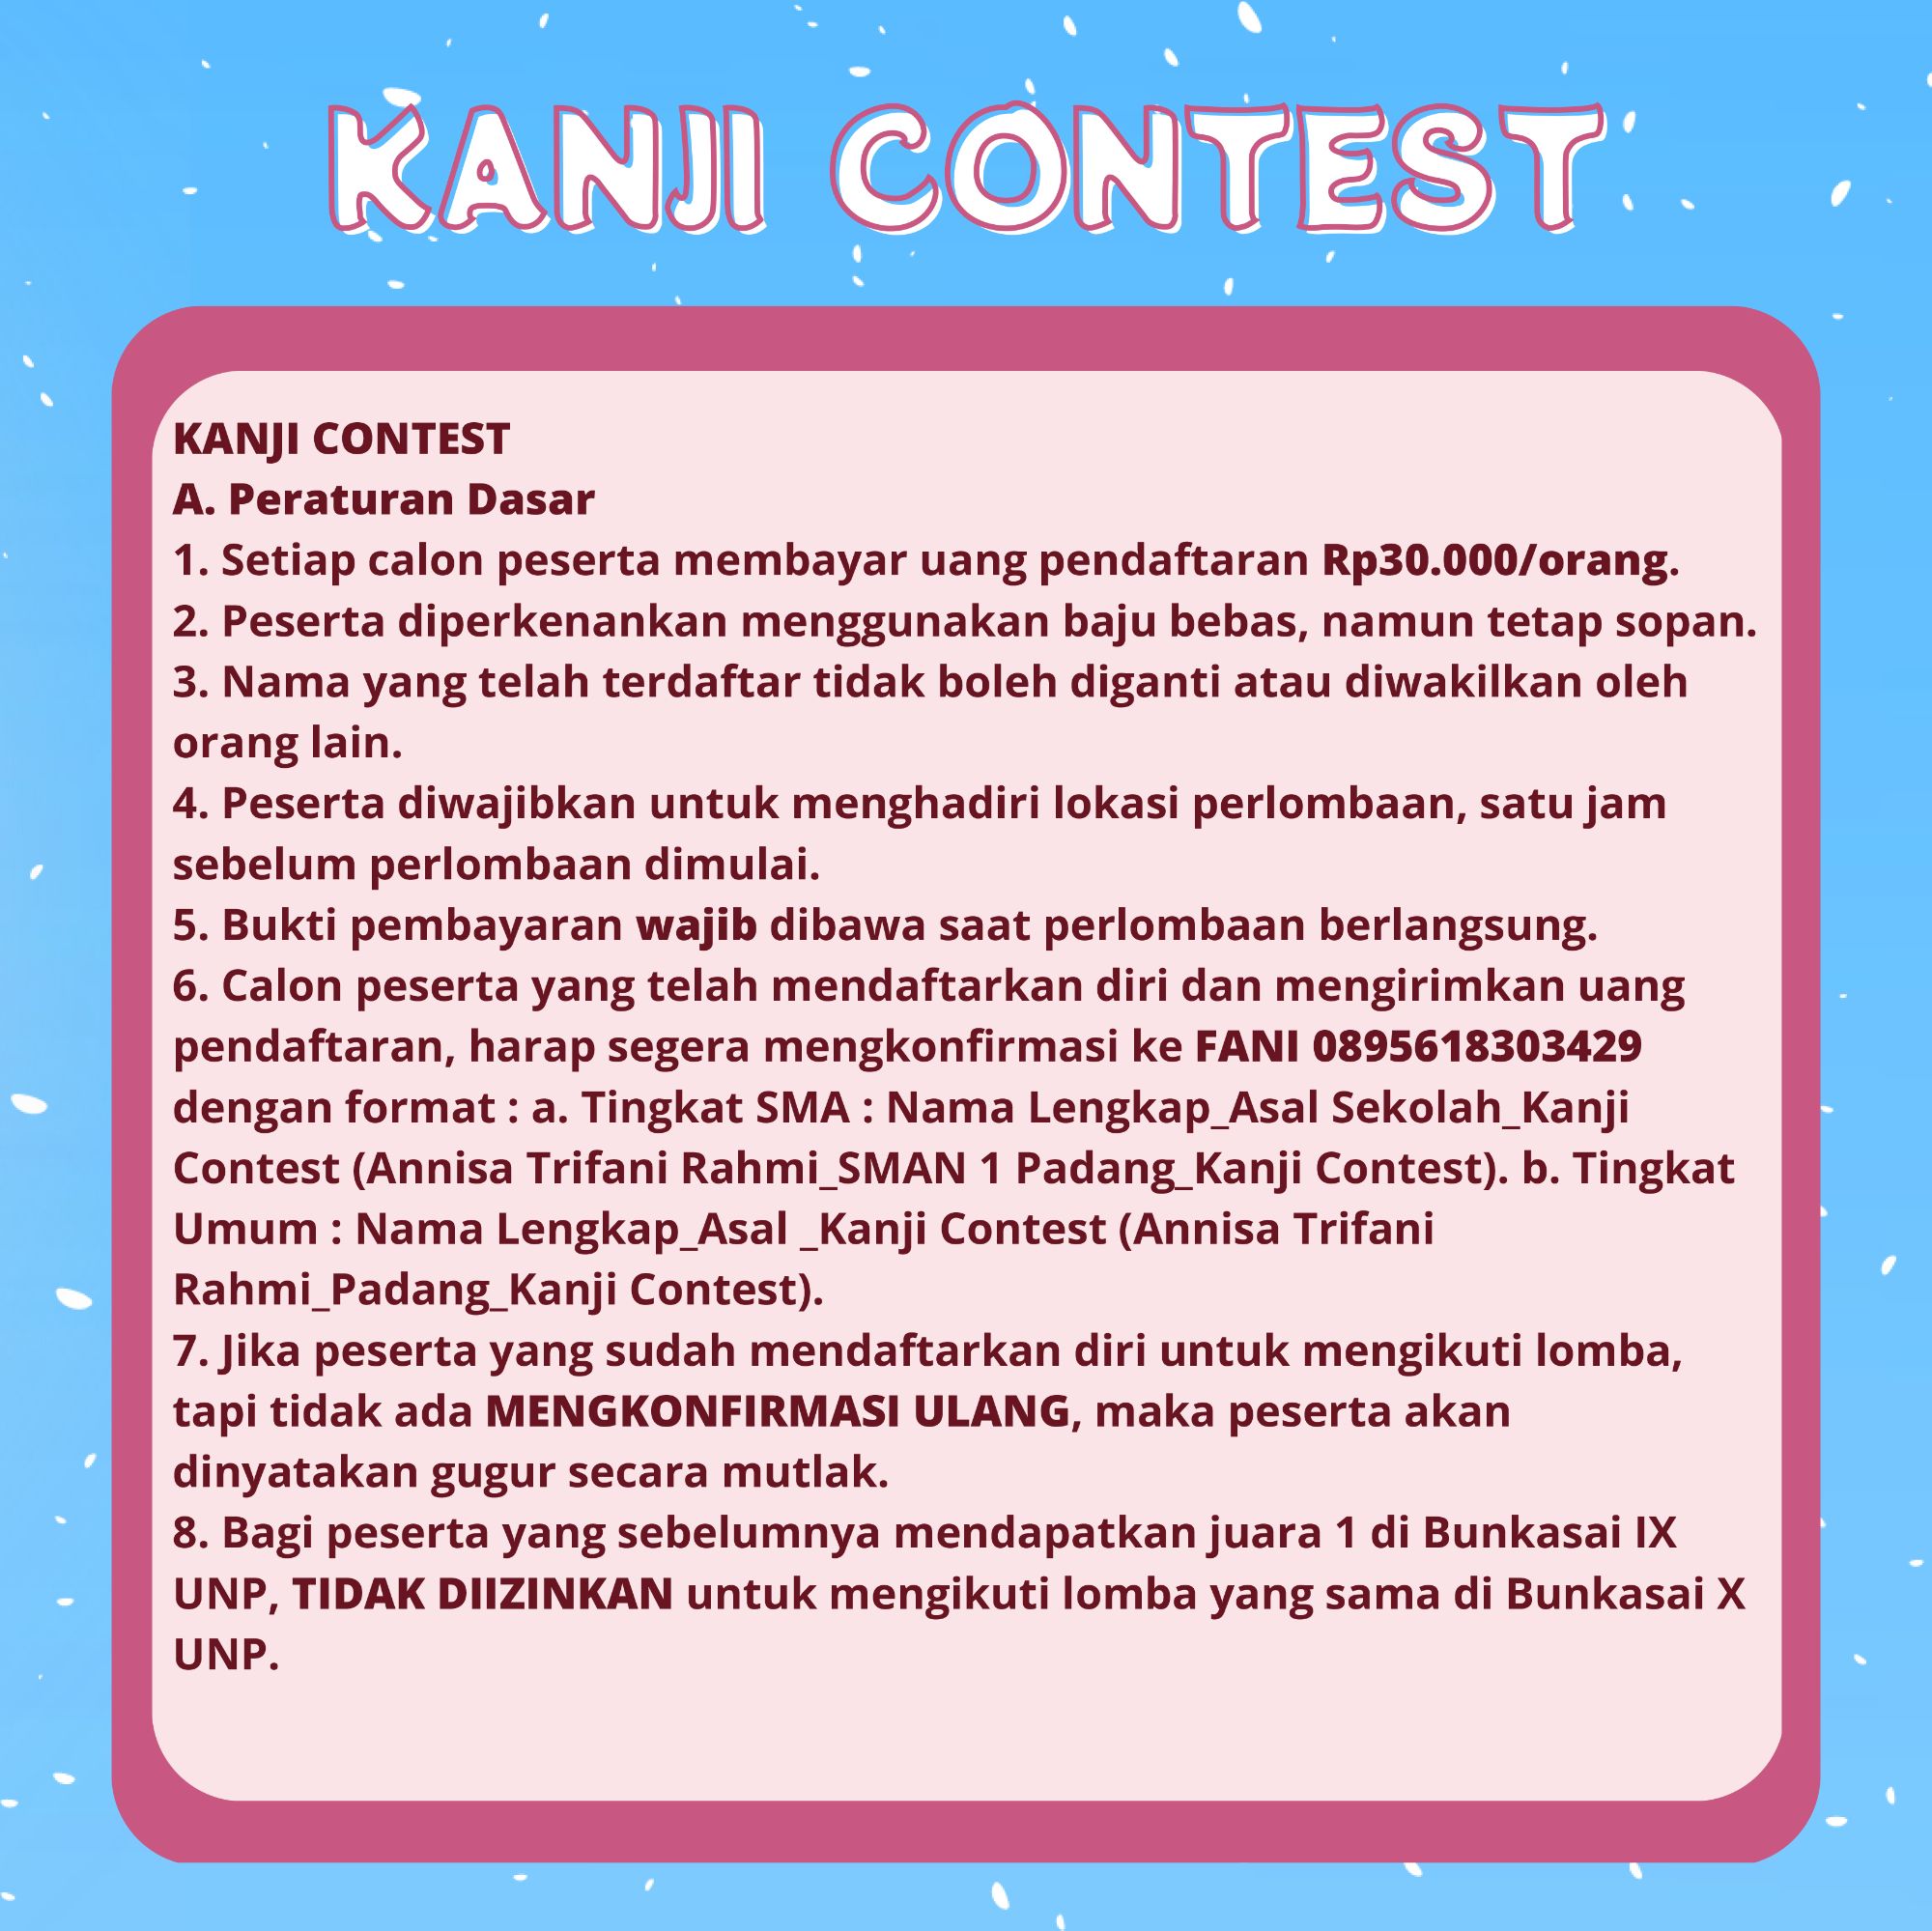 KANJI CONTEST
KANJI CONTEST
A. Peraturan Dasar
1. Setiap calon peserta membayar uang pendaftaran Rp30.000/orang.
2. Peserta diperkenankan menggunakan baju bebas, namun tetap sopan.
3. Nama yang telah terdaftar tidak boleh diganti atau diwakilkan oleh
orang lain.
4. Peserta diwajibkan untuk menghadiri lokasi perlombaan, satu jam
sebelum perlombaan dimulai.
5. Bukti pembayaran wajib dibawa saat perlombaan berlangsung.
6. Calon peserta yang telah mendaftarkan diri dan mengirimkan uang
pendaftaran, harap segera mengkonfirmasi ke FANI 0895618303429
dengan format : a. Tingkat SMA : Nama Lengkap_Asal Sekolah_Kanji
Contest (Annisa Trifani Rahmi_SMAN 1 Padang_Kanji Contest). b. Tingkat
Umum : Nama Lengkap_Asal _Kanji Contest (Annisa Trifani
Rahmi_Padang_Kanji Contest).
7. Jika peserta yang sudah mendaftarkan diri untuk mengikuti lomba,
tapi tidak ada MENGKONFIRMASI ULANG, maka peserta akan
dinyatakan gugur secara mutlak.
8. Bagi peserta yang sebelumnya mendapatkan juara 1 di Bunkasai IX
UNP, TIDAK DIIZINKAN untuk mengikuti lomba yang sama di Bunkasai X
UNP.